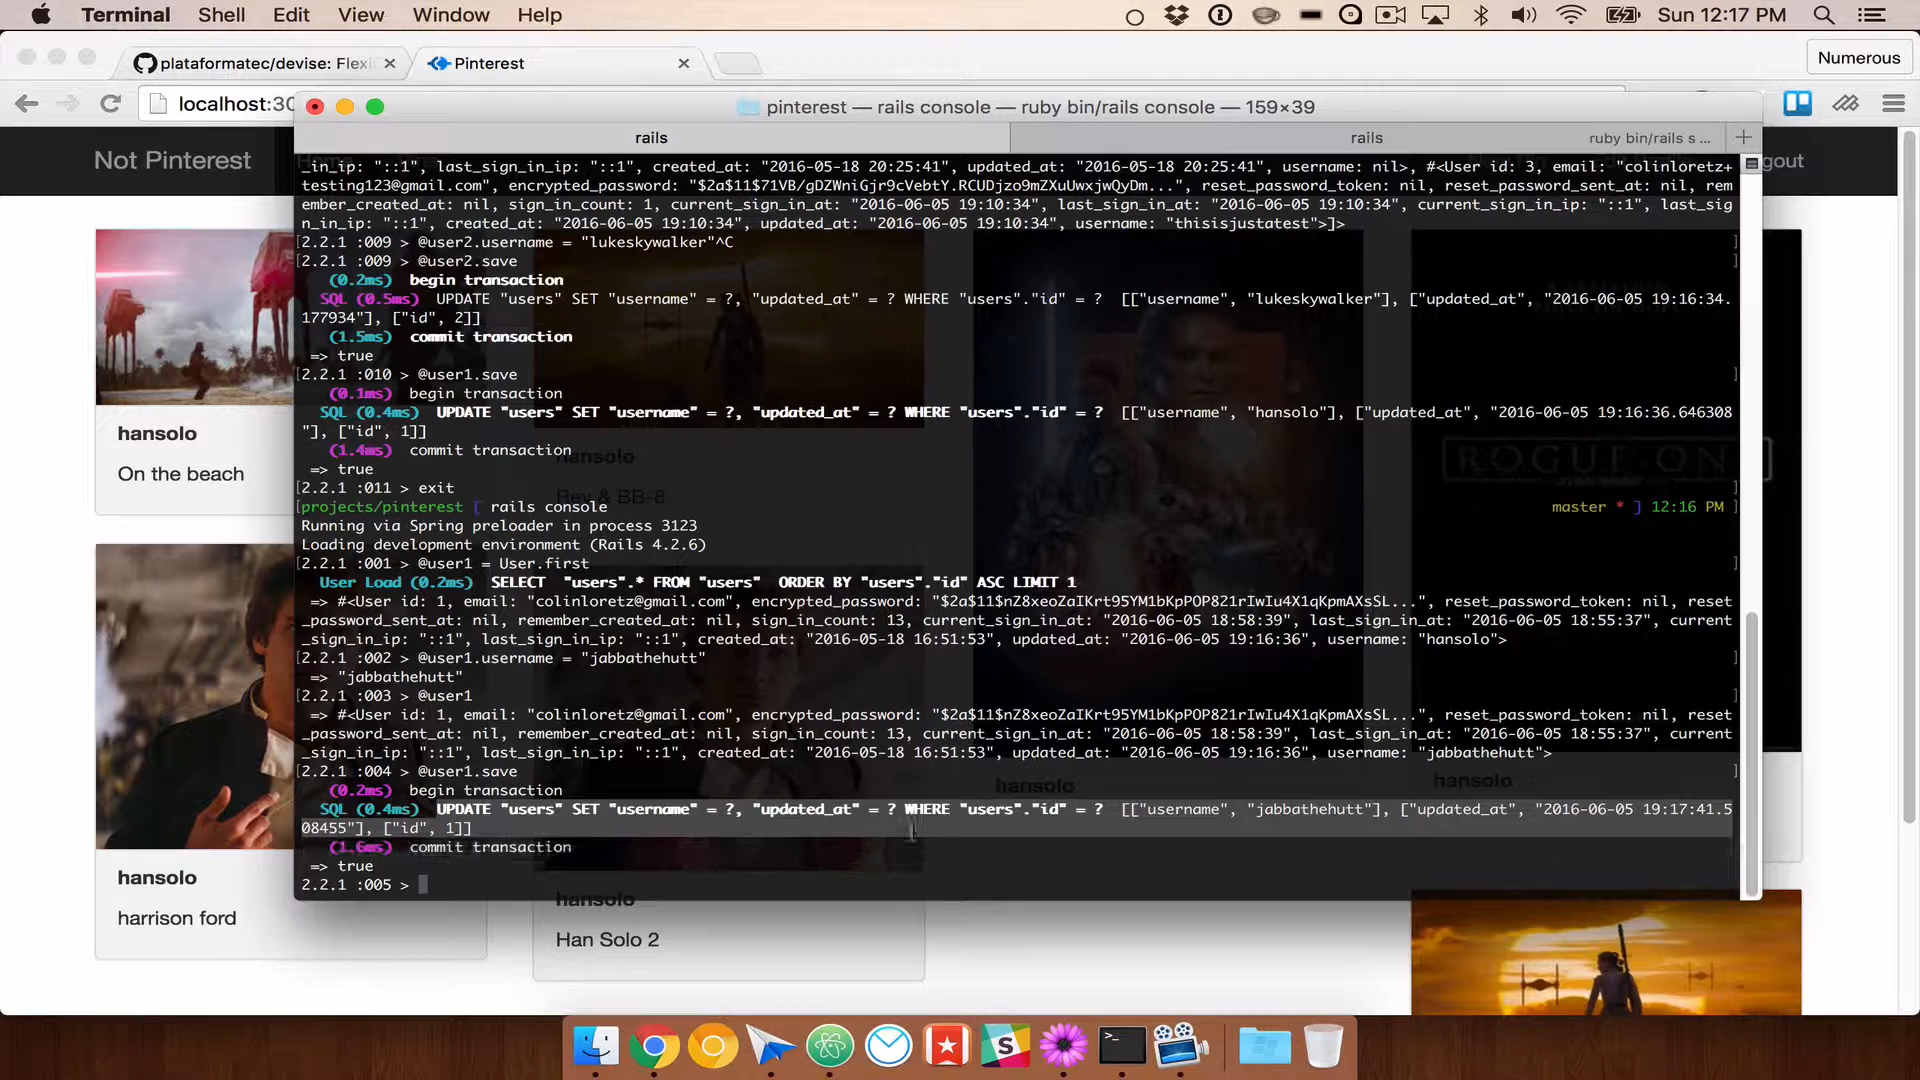 Terminal Shell Edit View Window Help Sun 12:17 PM
plataformatec/devise: Flexi Pinterest Numerous
localhost:30
pinterest — rails console — ruby bin/rails console — 159×39
rails rails ruby bin/rails s ...
Not Pinterest
_in_ip: "::1", last_sign_in_ip: "::1", created_at: "2016-05-18 20:25:41", updated_at: "2016-05-18 20:25:41", username: nil>, #<User id: 3, email: "colinloretz+
testing123@gmail.com", encrypted_password: "$2a$11$71VB/gDZWniGjr9cVebtY.RCUDjzo9mZXuUwxjwQyDm...", reset_password_token: nil, reset_password_sent_at: nil, rem
ember_created_at: nil, sign_in_count: 1, current_sign_in_at: "2016-06-05 19:10:34", last_sign_in_at: "2016-06-05 19:10:34", current_sign_in_ip: "::1", last_sig
n_in_ip: "::1", created_at: "2016-06-05 19:10:34", updated_at: "2016-06-05 19:10:34", username: "thisisjustatest">]>
[2.2.1 :009 > @user2.username = "lukeskywalker"^C ]
[2.2.1 :009 > @user2.save ]
(0.2ms) begin transaction
SQL (0.5ms) UPDATE "users" SET "username" = ?, "updated_at" = ? WHERE "users"."id" = ? [["username", "lukeskywalker"], ["updated_at", "2016-06-05 19:16:34.
177934"], ["id", 2]]
(1.5ms) commit transaction
=> true
[2.2.1 :010 > @user1.save ]
(0.1ms) begin transaction
SQL (0.4ms) UPDATE "users" SET "username" = ?, "updated_at" = ? WHERE "users"."id" = ? [["username", "hansolo"], ["updated_at", "2016-06-05 19:16:36.646308
"], ["id", 1]]
(1.4ms) commit transaction
=> true
[2.2.1 :011 > exit ]
[projects/pinterest [ rails console master * ] 12:16 PM ]
Running via Spring preloader in process 3123
Loading development environment (Rails 4.2.6)
[2.2.1 :001 > @user1 = User.first ]
User Load (0.2ms) SELECT "users".* FROM "users" ORDER BY "users"."id" ASC LIMIT 1
=> #<User id: 1, email: "colinloretz@gmail.com", encrypted_password: "$2a$11$nZ8xeoZaIKrt95YM1bKpPOP821rIwIu4X1qKpmAXsSL...", reset_password_token: nil, reset
_password_sent_at: nil, remember_created_at: nil, sign_in_count: 13, current_sign_in_at: "2016-06-05 18:58:39", last_sign_in_at: "2016-06-05 18:55:37", current
_sign_in_ip: "::1", last_sign_in_ip: "::1", created_at: "2016-05-18 16:51:53", updated_at: "2016-06-05 19:16:36", username: "hansolo">
[2.2.1 :002 > @user1.username = "jabbathehutt" ]
=> "jabbathehutt"
[2.2.1 :003 > @user1 ]
=> #<User id: 1, email: "colinloretz@gmail.com", encrypted_password: "$2a$11$nZ8xeoZaIKrt95YM1bKpPOP821rIwIu4X1qKpmAXsSL...", reset_password_token: nil, reset
_password_sent_at: nil, remember_created_at: nil, sign_in_count: 13, current_sign_in_at: "2016-06-05 18:58:39", last_sign_in_at: "2016-06-05 18:55:37", current
_sign_in_ip: "::1", last_sign_in_ip: "::1", created_at: "2016-05-18 16:51:53", updated_at: "2016-06-05 19:16:36", username: "jabbathehutt">
[2.2.1 :004 > @user1.save ]
(0.2ms) begin transaction
SQL (0.4ms) UPDATE "users" SET "username" = ?, "updated_at" = ? WHERE "users"."id" = ? [["username", "jabbathehutt"], ["updated_at", "2016-06-05 19:17:41.5
08455"], ["id", 1]]
(1.6ms) commit transaction
=> true
2.2.1 :005 >
hansolo
On the beach
hansolo
harrison ford
hansolo
Rey & BB-8
hansolo
Han Solo 2
hansolo
ROGUE ON
hansolo